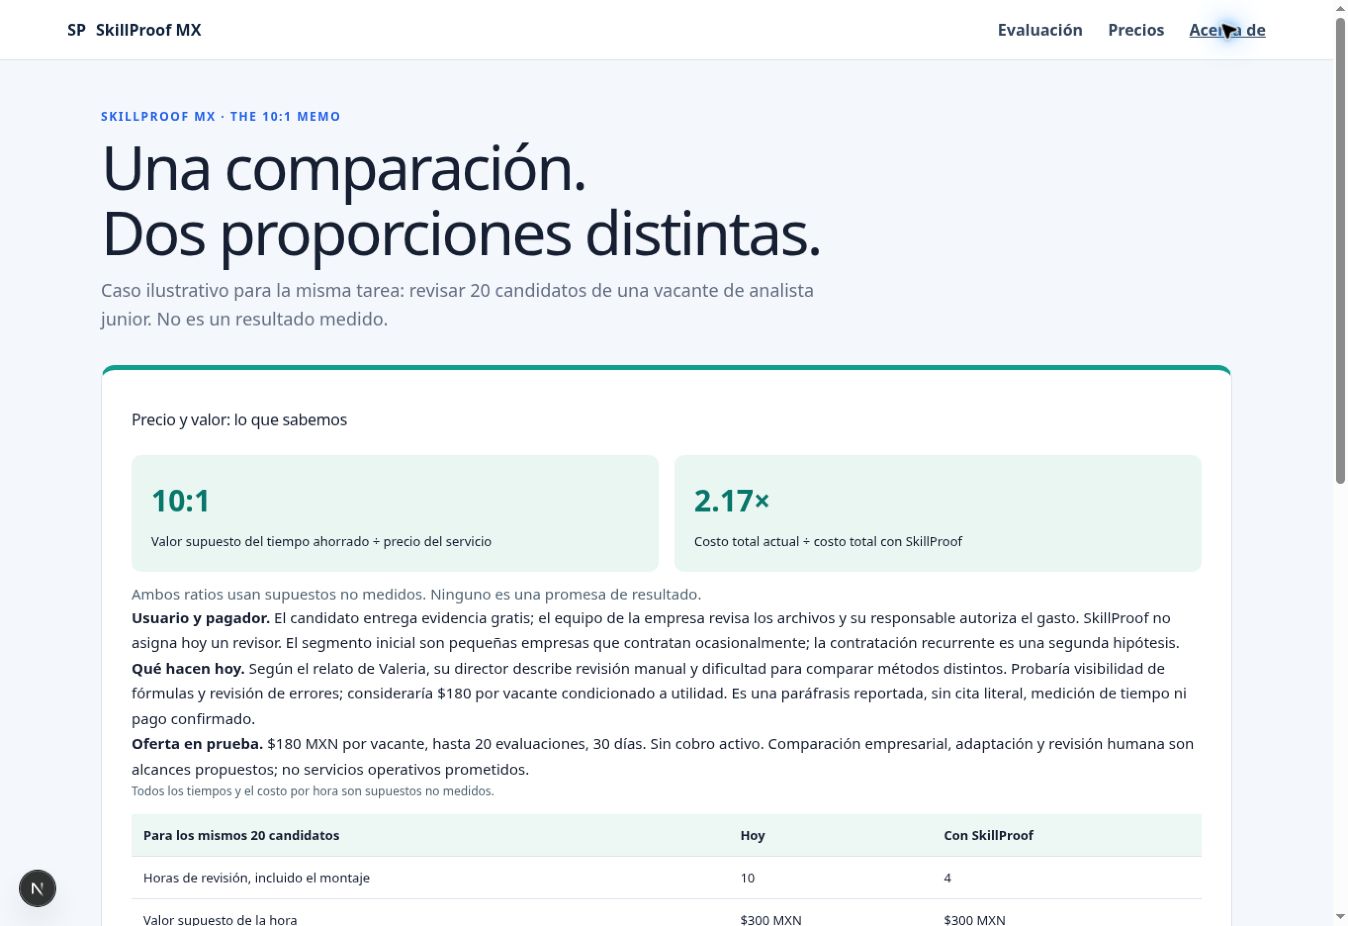 SP SkillProof MX
Evaluación Precios Acerca de
SKILLPROOF MX · THE 10:1 MEMO
Una comparación.
Dos proporciones distintas.
Caso ilustrativo para la misma tarea: revisar 20 candidatos de una vacante de analista
junior. No es un resultado medido.
Precio y valor: lo que sabemos
10:1
Valor supuesto del tiempo ahorrado ÷ precio del servicio
2.17×
Costo total actual ÷ costo total con SkillProof
Ambos ratios usan supuestos no medidos. Ninguno es una promesa de resultado.
Usuario y pagador. El candidato entrega evidencia gratis; el equipo de la empresa revisa los archivos y su responsable autoriza el gasto. SkillProof no
asigna hoy un revisor. El segmento inicial son pequeñas empresas que contratan ocasionalmente; la contratación recurrente es una segunda hipótesis.
Qué hacen hoy. Según el relato de Valeria, su director describe revisión manual y dificultad para comparar métodos distintos. Probaría visibilidad de
fórmulas y revisión de errores; consideraría $180 por vacante condicionado a utilidad. Es una paráfrasis reportada, sin cita literal, medición de tiempo ni
pago confirmado.
Oferta en prueba. $180 MXN por vacante, hasta 20 evaluaciones, 30 días. Sin cobro activo. Comparación empresarial, adaptación y revisión humana son
alcances propuestos; no servicios operativos prometidos.
Todos los tiempos y el costo por hora son supuestos no medidos.
Para los mismos 20 candidatos Hoy Con SkillProof
Horas de revisión, incluido el montaje 10 4
Valor supuesto de la hora $300 MXN $300 MXN
N